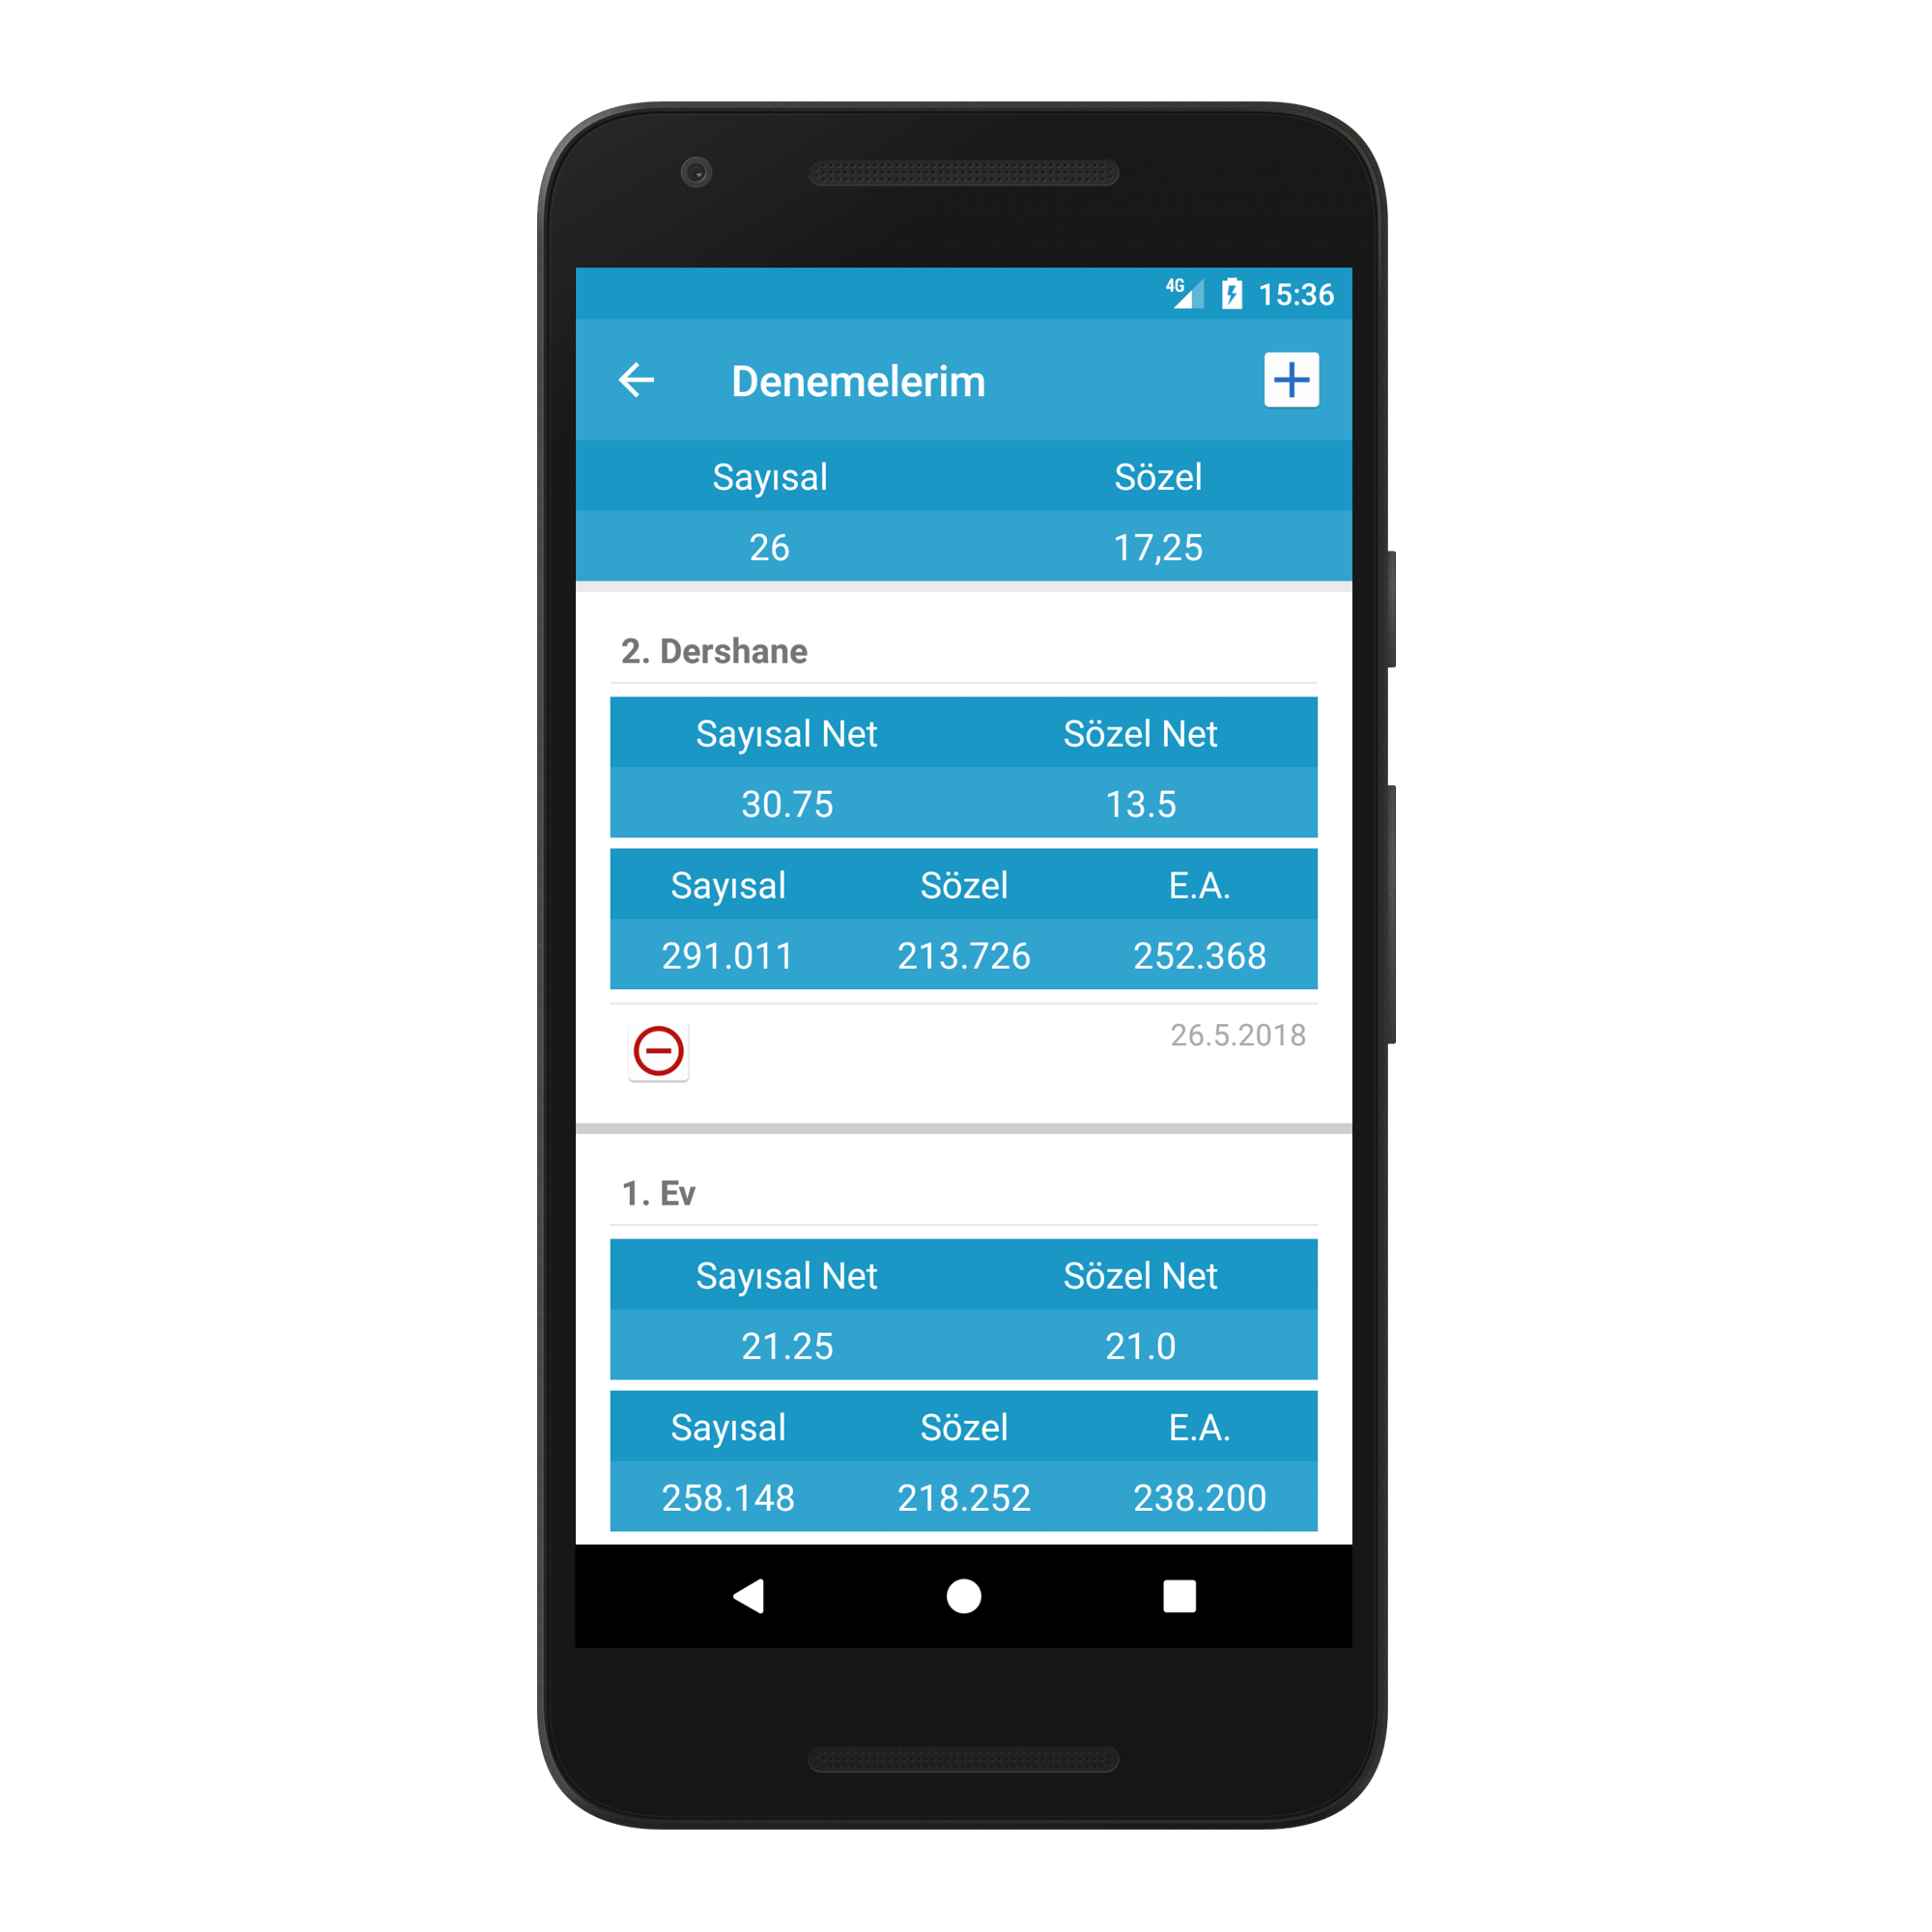 4G 15:36
Denemelerim
Sayısal Sözel
26 17,25
2. Dershane
Sayısal Net Sözel Net
30.75 13.5
Sayısal Sözel E.A.
291.011 213.726 252.368
26.5.2018
1. Ev
Sayısal Net Sözel Net
21.25 21.0
Sayısal Sözel E.A.
258.148 218.252 238.200